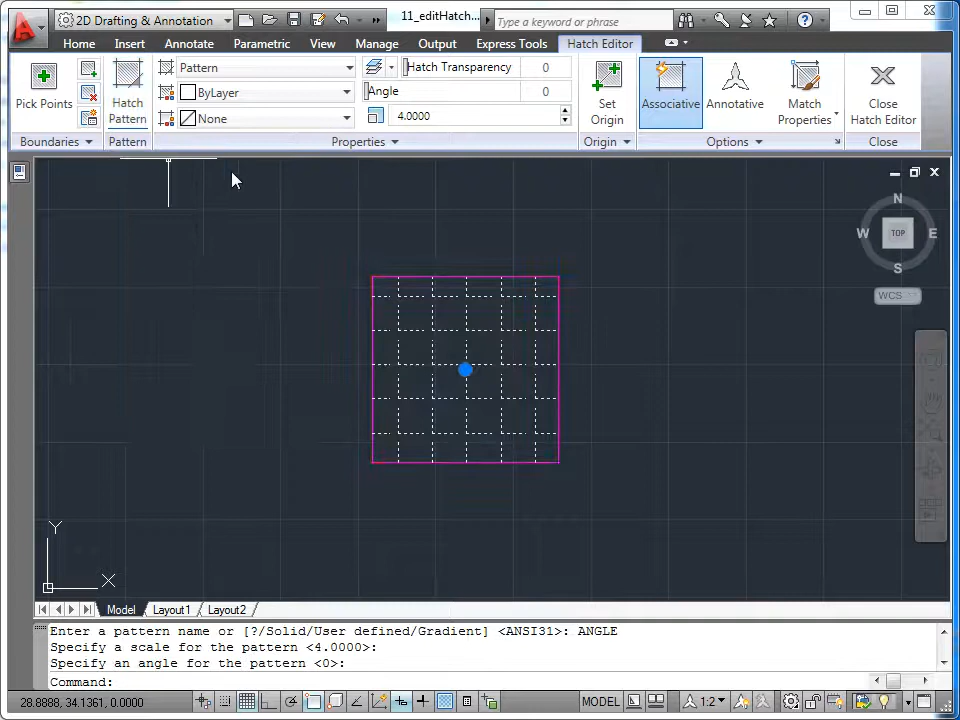 2D Drafting & Annotation
11_editHatch...
Type a keyword or phrase
Home Insert Annotate Parametric View Manage Output Express Tools Hatch Editor
Pick Points
Hatch Pattern
Pattern
ByLayer
None
Hatch Transparency 0
Angle 0
4.0000
Set Origin
Associative
Annotative
Match Properties
Close Hatch Editor
Boundaries Pattern Properties Origin Options Close
N
W TOP E
S
WCS
Y
X
Model Layout1 Layout2
Enter a pattern name or [?/Solid/User defined/Gradient] <ANSI31>: ANGLE
Specify a scale for the pattern <4.0000>:
Specify an angle for the pattern <0>:
Command:
28.8888, 34.1361, 0.0000 MODEL 1:2